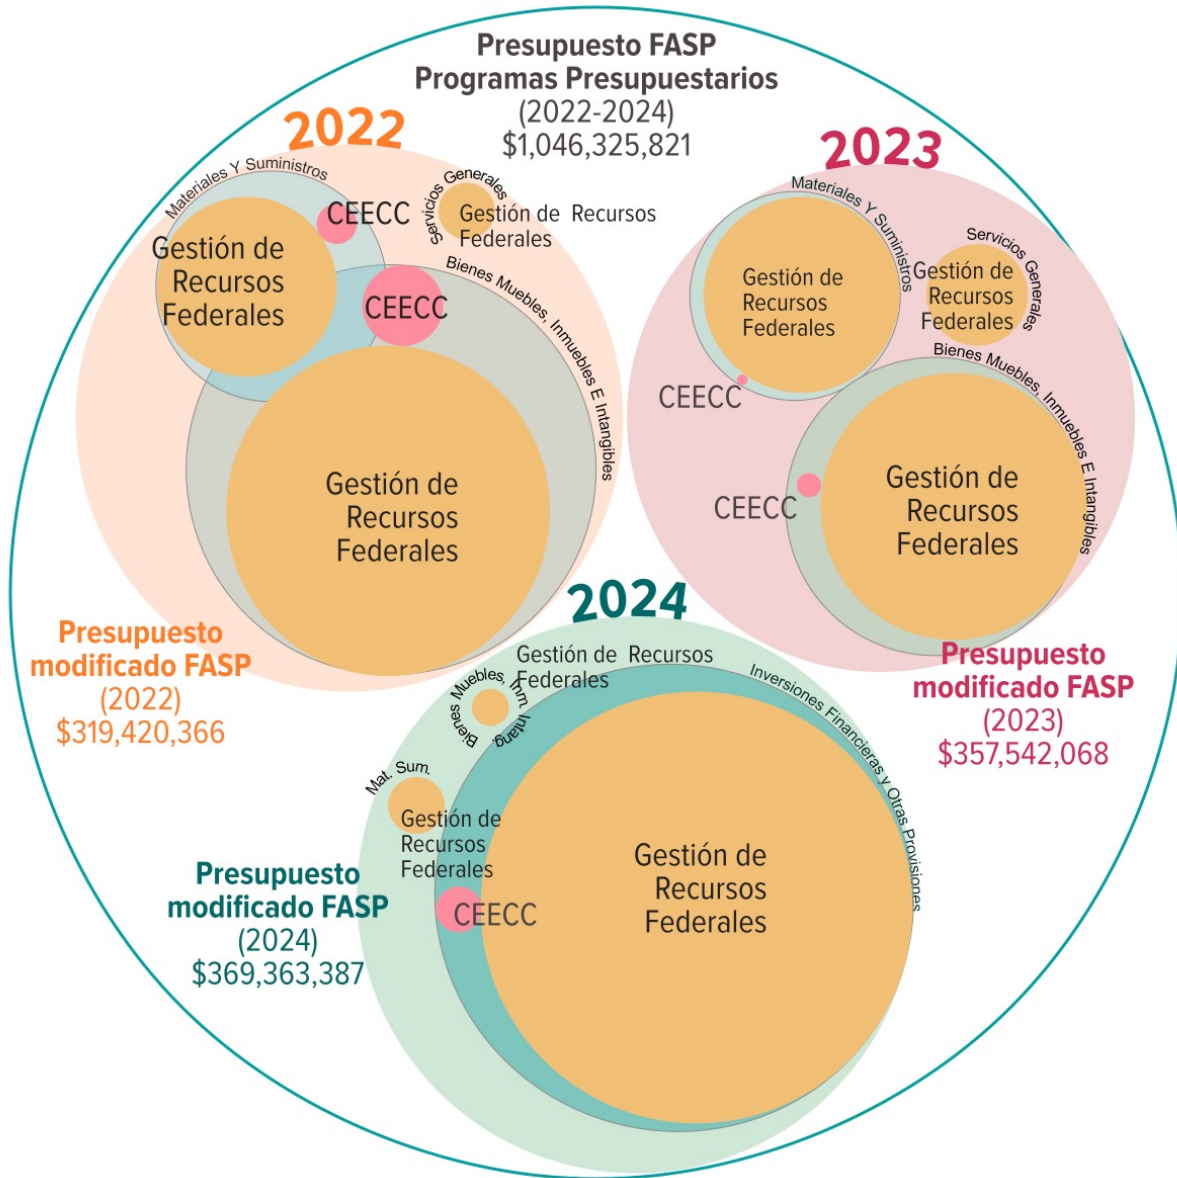 Presupuesto FASP
Programas Presupuestarios
(2022-2024)
$1,046,325,821
2022
Materiales Y Suministros
CEECC
Gestión de
Recursos
Federales
Servicios Generales
Gestión de Recursos
Federales
Bienes Muebles, Inmuebles E Intangibles
CEECC
Gestión de
Recursos
Federales
Presupuesto
modificado FASP
(2022)
$319,420,366
2023
Materiales Y Suministros
Gestión de
Recursos
Federales
CEECC
Servicios Generales
Gestión de
Recursos
Federales
Bienes Muebles, Inmuebles E Intangibles
CEECC
Gestión de
Recursos
Federales
Presupuesto
modificado FASP
(2023)
$357,542,068
2024
Gestión de Recursos
Federales
Bienes Muebles, Inm. Intang.
Mat. Sum.
Gestión de
Recursos
Federales
Inversiones Financieras y Otras Provisiones
CEECC
Gestión de
Recursos
Federales
Presupuesto
modificado FASP
(2024)
$369,363,387